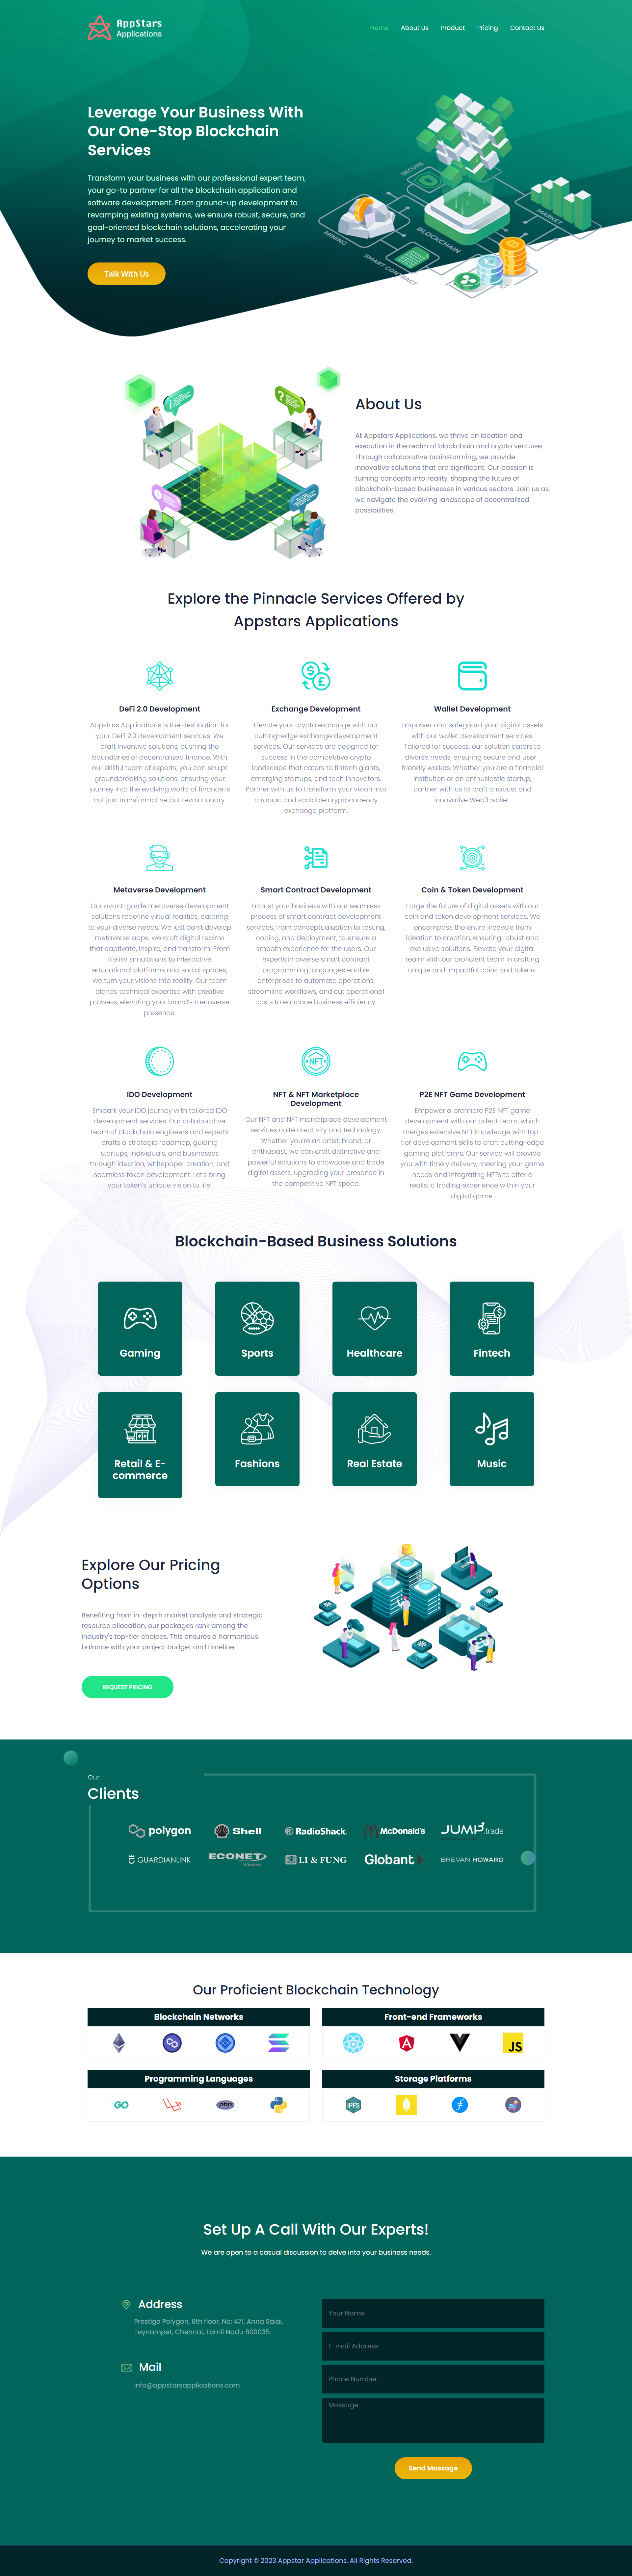 AppStars
Applications
Home
About Us
Product
Pricing
Contact Us
Leverage Your Business With
Our One-Stop Blockchain
Services
Transform your business with our professional expert team,
your go-to partner for all the blockchain application and
software development. From ground-up development to
revamping existing systems, we ensure robust, secure, and
goal-oriented blockchain solutions, accelerating your
journey to market success.
Talk With Us
SECURE
MINING
BLOCKCHAIN
MARKET
SMART CONTRACT
About Us
At Appstars Applications, we thrive on ideation and
execution in the realm of blockchain and crypto ventures.
Through collaborative brainstorming, we provide
innovative solutions that are significant. Our passion is
turning concepts into reality, shaping the future of
blockchain-based businesses in various sectors. Join us as
we navigate the evolving landscape of decentralized
possibilities.
Explore the Pinnacle Services Offered by
Appstars Applications
DeFi 2.0 Development
Appstars Applications is the destination for
your DeFi 2.0 development services. We
craft inventive solutions, pushing the
boundaries of decentralized finance. With
our skillful team of experts, you can sculpt
groundbreaking solutions, ensuring your
journey into the evolving world of finance is
not just transformative but revolutionary.
Exchange Development
Elevate your crypto exchange with our
cutting-edge exchange development
services. Our services are designed for
success in the competitive crypto
landscape that caters to fintech giants,
emerging startups, and tech innovators.
Partner with us to transform your vision into
a robust and scalable cryptocurrency
exchange platform.
Wallet Development
Empower and safeguard your digital assets
with our wallet development services.
Tailored for success, our solution caters to
diverse needs, ensuring secure and user-
friendly wallets. Whether you are a financial
institution or an enthusiastic startup,
partner with us to craft a robust and
innovative Web3 wallet.
Metaverse Development
Our avant-garde metaverse development
solutions redefine virtual realities, catering
to your diverse needs. We just don't develop
metaverse apps; we craft digital realms
that captivate, inspire, and transform. From
lifelike simulations to interactive
educational platforms and social spaces,
we turn your visions into reality. Our team
blends technical expertise with creative
prowess, elevating your brand's metaverse
presence.
Smart Contract Development
Entrust your business with our seamless
process of smart contract development
services, from conceptualization to testing,
coding, and deployment, to ensure a
smooth experience for the users. Our
experts in diverse smart contract
programming languages enable
enterprises to automate operations,
streamline workflows, and cut operational
costs to enhance business efficiency.
Coin & Token Development
Forge the future of digital assets with our
coin and token development services. We
encompass the entire lifecycle from
ideation to creation, ensuring robust and
exclusive solutions. Elevate your digital
realm with our proficient team in crafting
unique and impactful coins and tokens.
IDO Development
Embark your IDO journey with tailored IDO
development services. Our collaborative
team of blockchain engineers and experts
crafts a strategic roadmap, guiding
startups, individuals, and businesses
through ideation, whitepaper creation, and
seamless token development. Let's bring
your token's unique vision to life.
NFT
NFT & NFT Marketplace
Development
Our NFT and NFT marketplace development
services unite creativity and technology.
Whether you're an artist, brand, or
enthusiast, we can craft distinctive and
powerful solutions to showcase and trade
digital assets, upgrading your presence in
the competitive NFT space.
P2E NFT Game Development
Empower a premiere P2E NFT game
development with our adept team, which
merges extensive NFT knowledge with top-
tier development skills to craft cutting-edge
gaming platforms. Our service will provide
you with timely delivery, meeting your game
needs and integrating NFTs to offer a
realistic trading experience within your
digital game.
Blockchain-Based Business Solutions
Gaming
Sports
Healthcare
Fintech
Retail & E-
commerce
Fashions
Real Estate
Music
Explore Our Pricing
Options
Benefiting from in-depth market analysis and strategic
resource allocation, our packages rank among the
industry's top-tier choices. This ensures a harmonious
balance with your project budget and timeline.
REQUEST PRICING
Our
Clients
polygon
Shell
RadioShack.
McDonald's
JUMP.trade
GUARDIANLINK
ECONET
Wireless
LI & FUNG
Globant
BREVAN HOWARD
Our Proficient Blockchain Technology
Blockchain Networks
Front-end Frameworks
JS
Programming Languages
Storage Platforms
GO
php
IPFS
Set Up A Call With Our Experts!
We are open to a casual discussion to delve into your business needs.
Address
Prestige Polygon, 8th floor, No: 471, Anna Salai,
Teynampet, Chennai, Tamil Nadu 600035.
Mail
info@appstarsapplications.com
Your Name
E-mail Address
Phone Number
Massage
Send Massage
Copyright © 2023 Appstar Applications. All Rights Reserved.